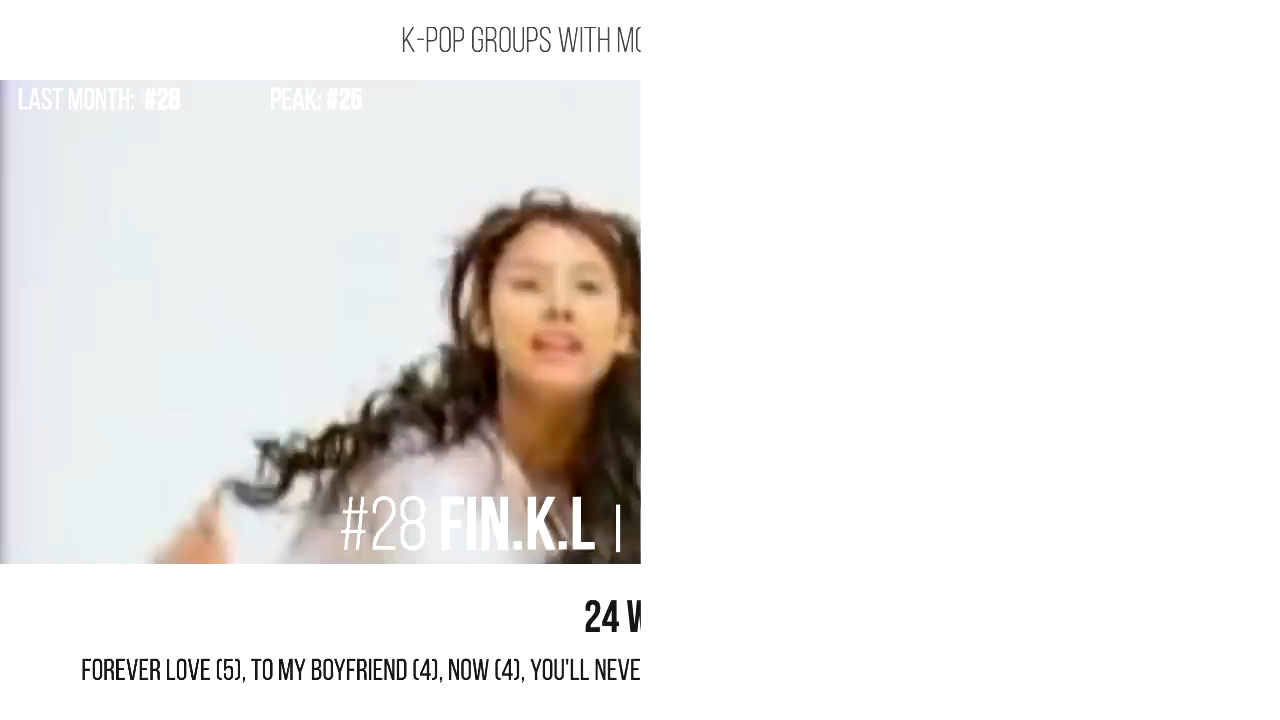 K-POP GROUPS WITH
LAST MONTH: #28 PEAK: #25
#28 FIN.K.L |
24
FOREVER LOVE (5), TO MY BOYFRIEND (4), NOW (4), YOU'LL NEVE